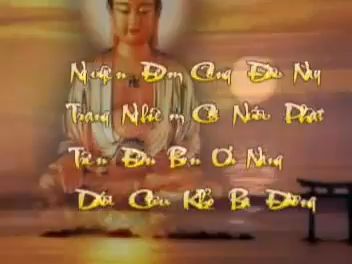 Nguyện Đem Công Đức Này
Trang Nghiêm Cõi Nước Phật
Trên Đền Bốn Ơn Nặng
Dưới Cứu Khổ Ba Đường